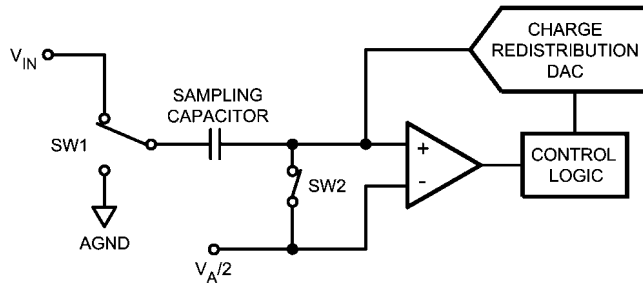 CHARGE
REDISTRIBUTION
DAC
V_IN
SAMPLING
CAPACITOR
SW1
+
-
SW2
CONTROL
LOGIC
AGND
V_A/2